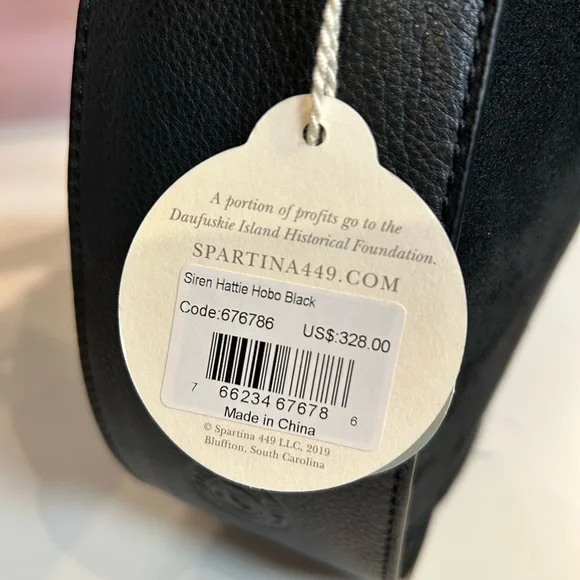 A portion of profits go to the
Daufuskie Island Historical Foundation.
SPARTINA449.COM
Siren Hattie Hobo Black
Code:676786 US$:328.00
7 66234 67678 6
Made in China
© Spartina 449 LLC, 2019
Bluffton, South Carolina